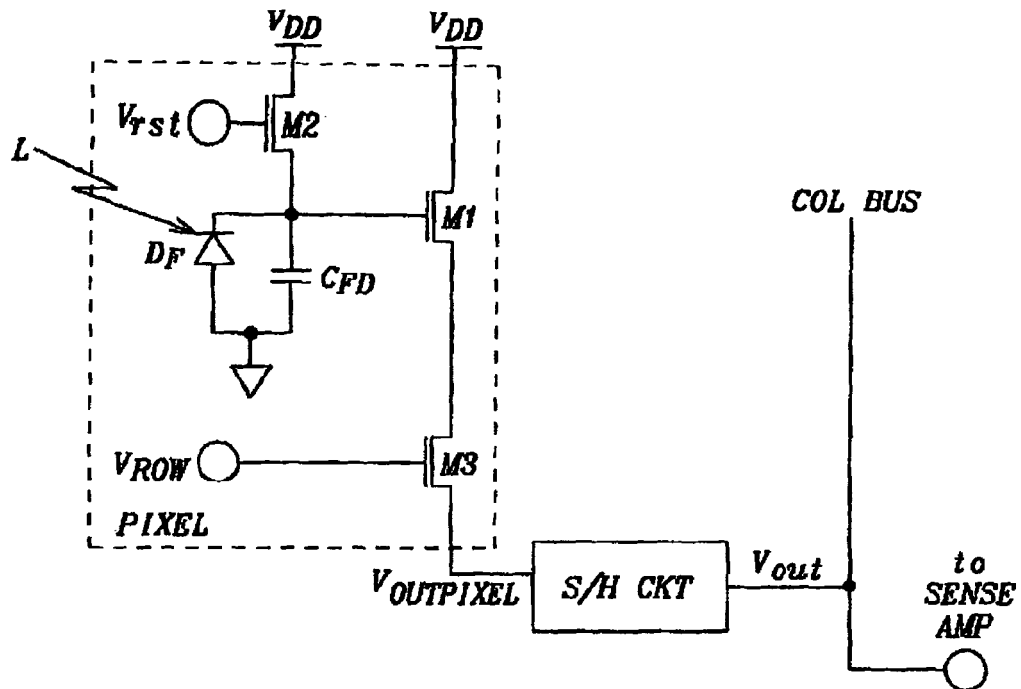 VDD
VDD
Vrst
M2
L
M1
COL BUS
DF
CFD
VROW
M3
PIXEL
VOUTPIXEL
S/H CKT
Vout
to
SENSE
AMP